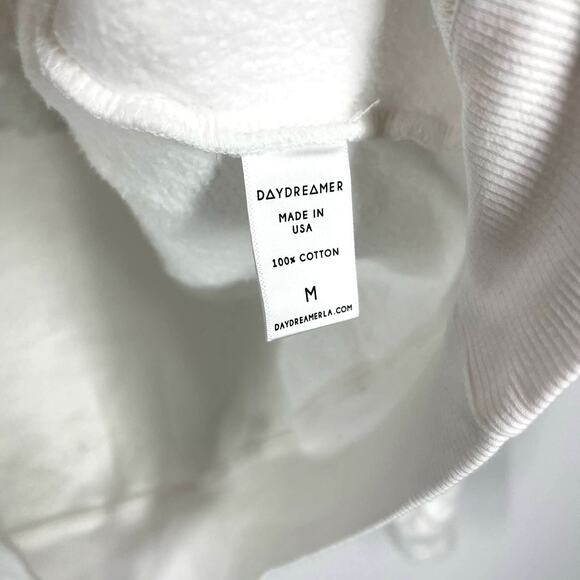 DAYDREAMER
MADE IN
USA
100% COTTON
M
DAYDREAMERLA.COM